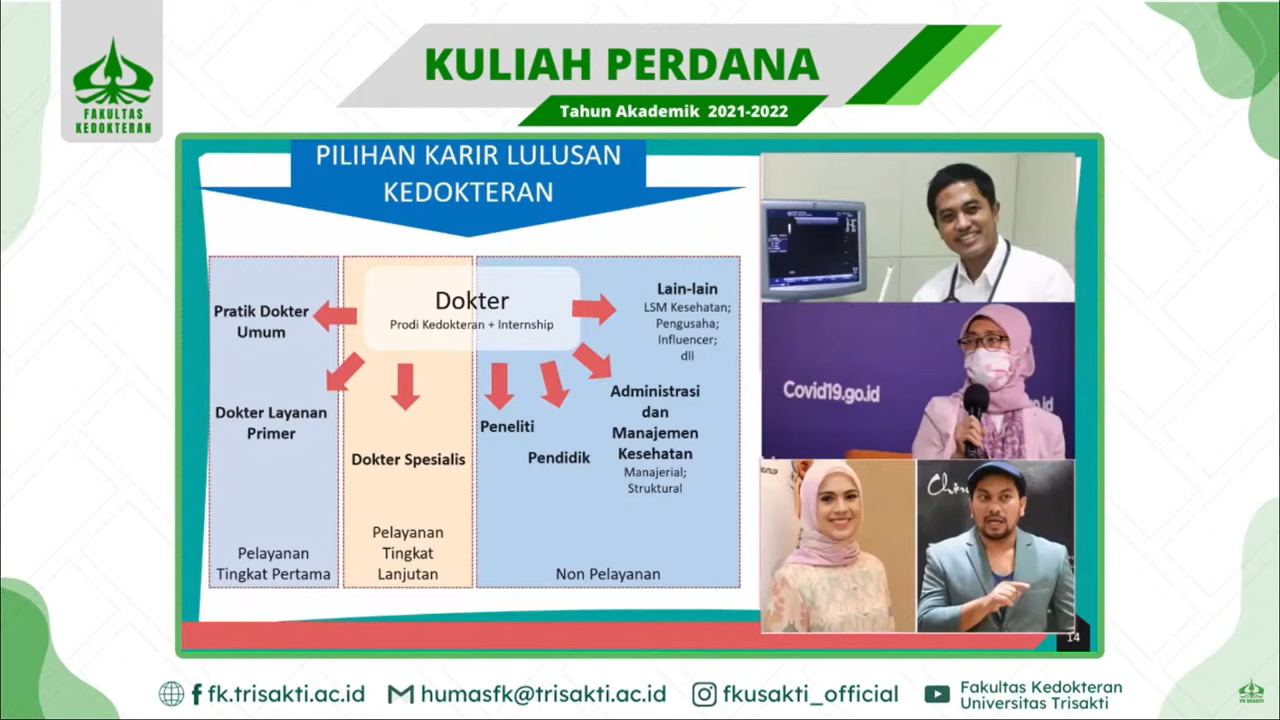 FAKULTAS
KEDOKTERAN
KULIAH PERDANA
Tahun Akademik 2021-2022
PILIHAN KARIR LULUSAN
KEDOKTERAN
Dokter
Prodi Kedokteran + Internship
Pratik Dokter
Umum
Dokter Layanan
Primer
Pelayanan
Tingkat Pertama
Dokter Spesialis
Pelayanan
Tingkat
Lanjutan
Peneliti
Pendidik
Lain-lain
LSM Kesehatan;
Pengusaha;
Influencer;
dll
Administrasi
dan
Manajemen
Kesehatan
Manajerial;
Struktural
Non Pelayanan
Covid19.go.id
o.id
14
fk.trisakti.ac.id
humasfk@trisakti.ac.id
fkusakti_official
Fakultas Kedokteran
Universitas Trisakti
FK USAKTI